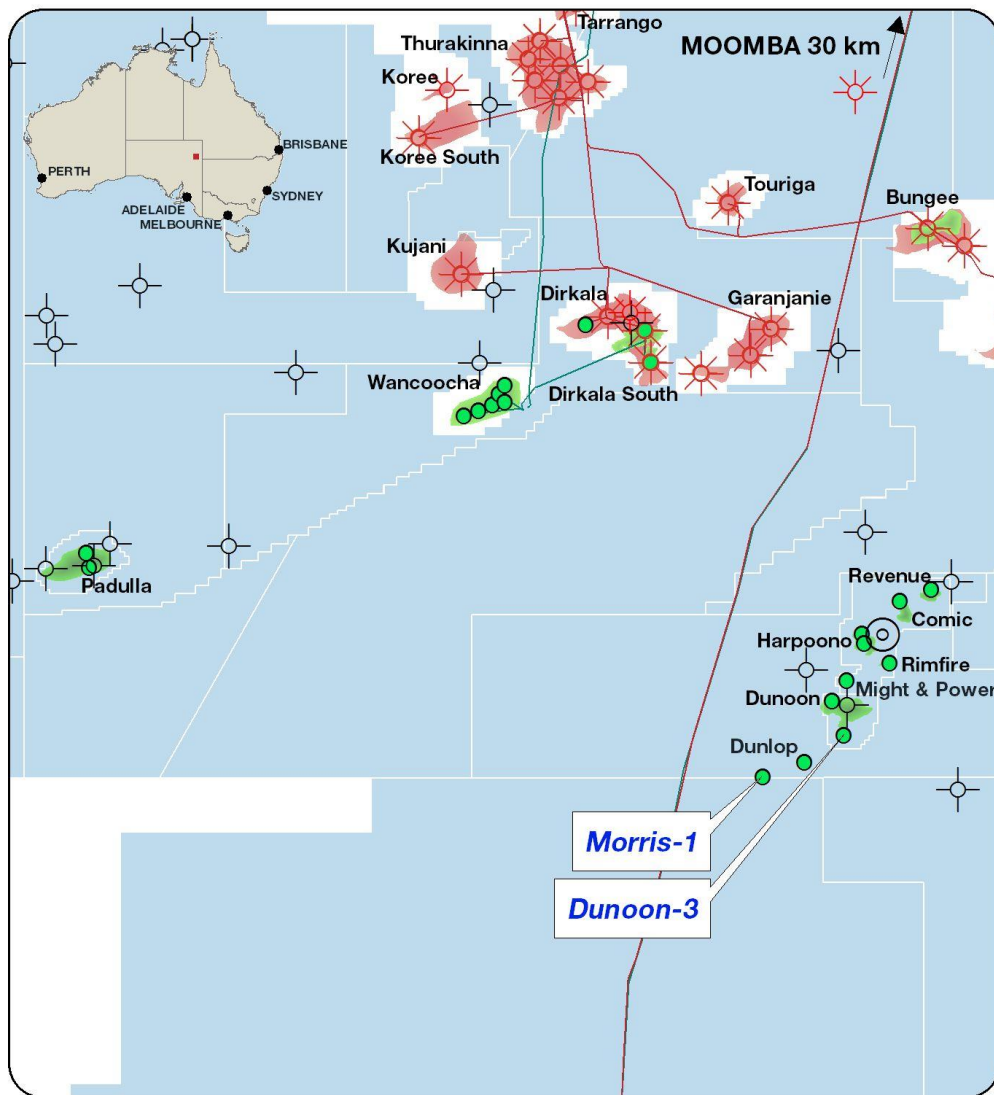 Tarrango
Thurakinna
MOOMBA 30 km
Koree
Koree South
BRISBANE
PERTH
SYDNEY
ADELAIDE
MELBOURNE
Touriga
Bungee
Kujani
Dirkala
Garanjanie
Wancoocha
Dirkala South
Padulla
Revenue
Comic
Harpoono
Rimfire
Might & Power
Dunoon
Dunlop
Morris-1
Dunoon-3